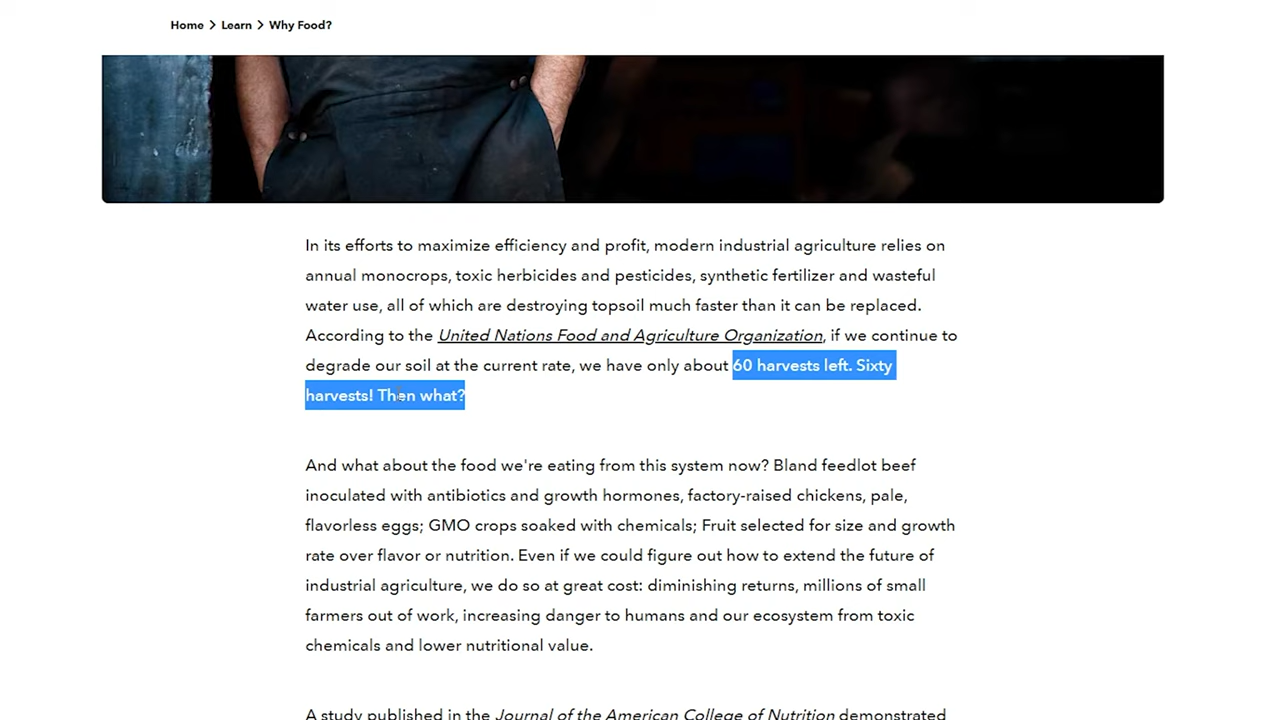 Home > Learn > Why Food?
In its efforts to maximize efficiency and profit, modern industrial agriculture relies on
annual monocrops, toxic herbicides and pesticides, synthetic fertilizer and wasteful
water use, all of which are destroying topsoil much faster than it can be replaced.
According to the United Nations Food and Agriculture Organization, if we continue to
degrade our soil at the current rate, we have only about 60 harvests left. Sixty
harvests! Then what?
And what about the food we're eating from this system now? Bland feedlot beef
inoculated with antibiotics and growth hormones, factory-raised chickens, pale,
flavorless eggs; GMO crops soaked with chemicals; Fruit selected for size and growth
rate over flavor or nutrition. Even if we could figure out how to extend the future of
industrial agriculture, we do so at great cost: diminishing returns, millions of small
farmers out of work, increasing danger to humans and our ecosystem from toxic
chemicals and lower nutritional value.
A study published in the Journal of the American College of Nutrition demonstrated